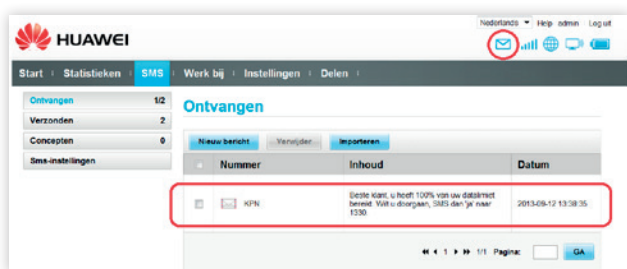 Nederlands Help admin Log uit
HUAWEI
Start Statistieken SMS Werk bij Instellingen Delen
Ontvangen 1/2
Verzonden 2
Concepten 0
Sms-instellingen
Ontvangen
Nieuw bericht Verwijder Importeren
Nummer Inhoud Datum
KPN
Beste klant, u heeft 100% van uw datalimiet
bereikt. Wilt u doorgaan, SMS dan 'ja' naar
1330.
2013-09-12 13:38:35
1 1/1 Pagina: GA